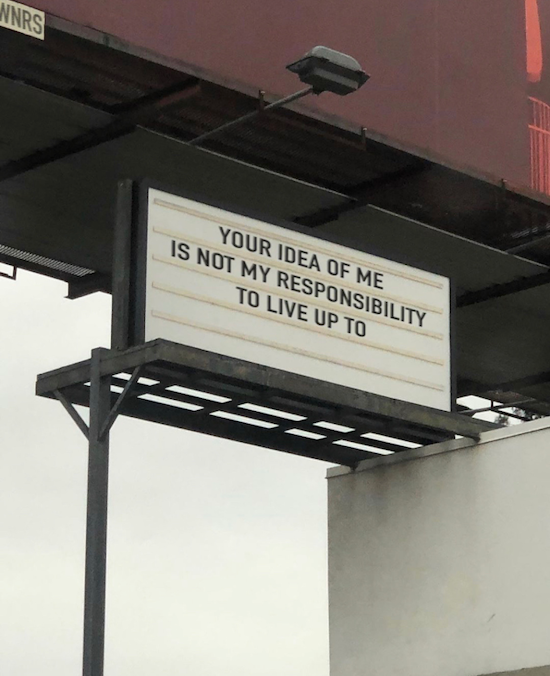 WNRS
YOUR IDEA OF ME
IS NOT MY RESPONSIBILITY
TO LIVE UP TO